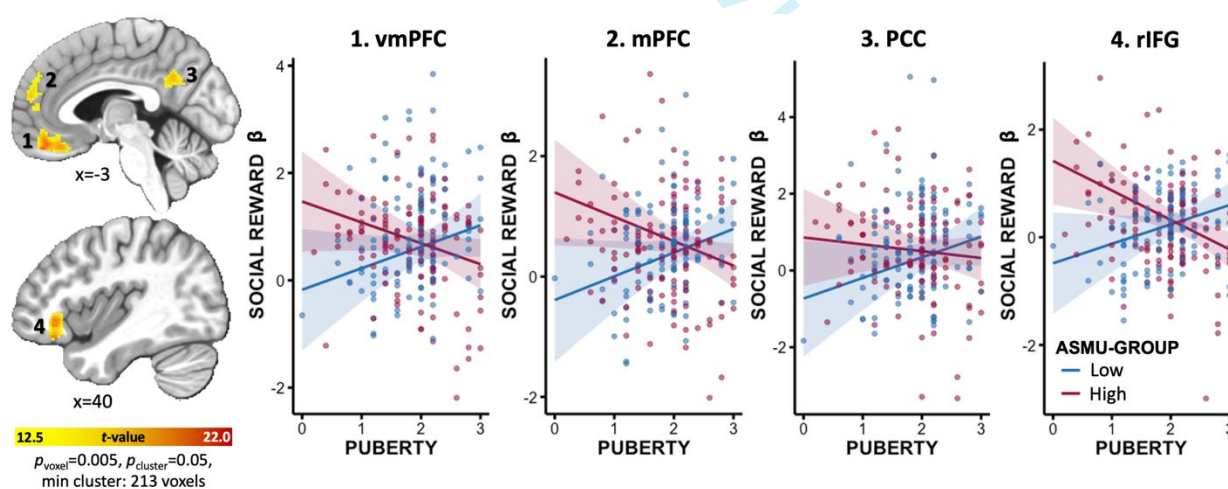 2
3
1
x=-3
4
x=40
12.5 t-value 22.0
pvoxel=0.005, pcluster=0.05,
min cluster: 213 voxels
1. vmPFC
SOCIAL REWARD β
4
2
0
-2
0 1 2 3
PUBERTY
2. mPFC
SOCIAL REWARD β
2
0
-2
0 1 2 3
PUBERTY
3. PCC
SOCIAL REWARD β
4
2
0
-2
0 1 2 3
PUBERTY
4. rIFG
SOCIAL REWARD β
2
0
-2
0 1 2 3
PUBERTY
ASMU-GROUP
Low
High